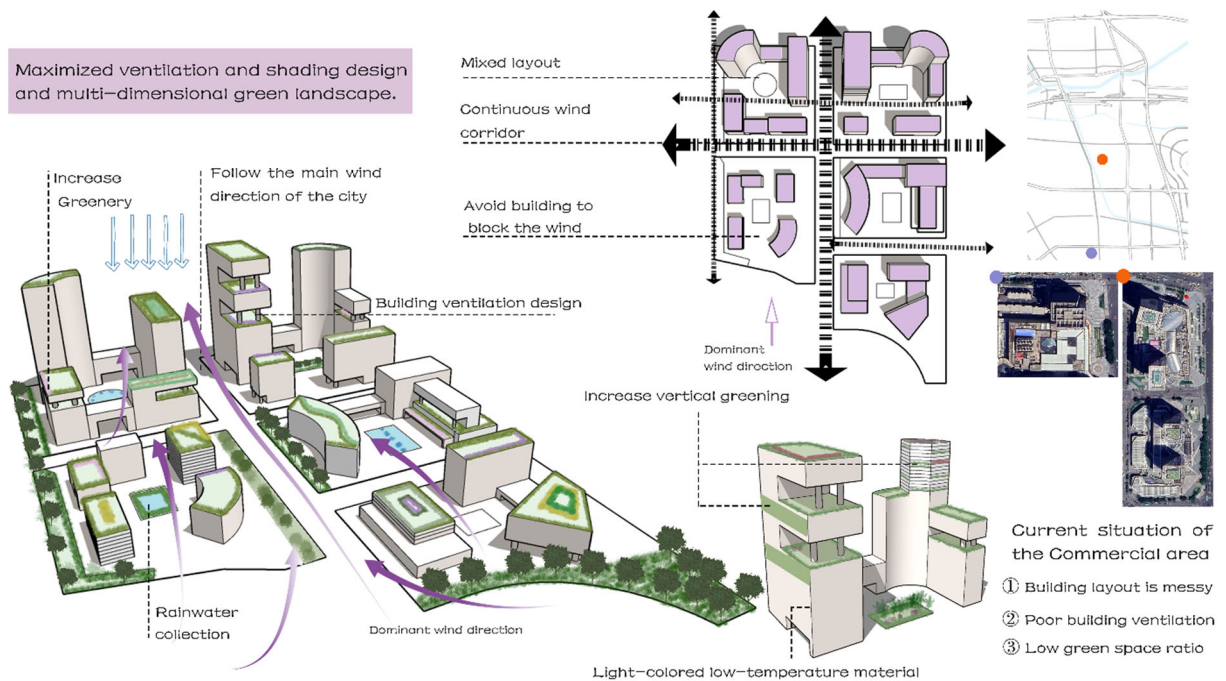 Maximized ventilation and shading design
and multi-dimensional green landscape.
Increase
Greenery
Follow the main wind
direction of the city
Building ventilation design
Rainwater
collection
Dominant wind direction
Mixed layout
Continuous wind
corridor
Avoid building to
block the wind
Dominant
wind direction
Increase vertical greening
Light-colored low-temperature material
Current situation of
the Commercial area
① Building layout is messy
② Poor building ventilation
③ Low green space ratio